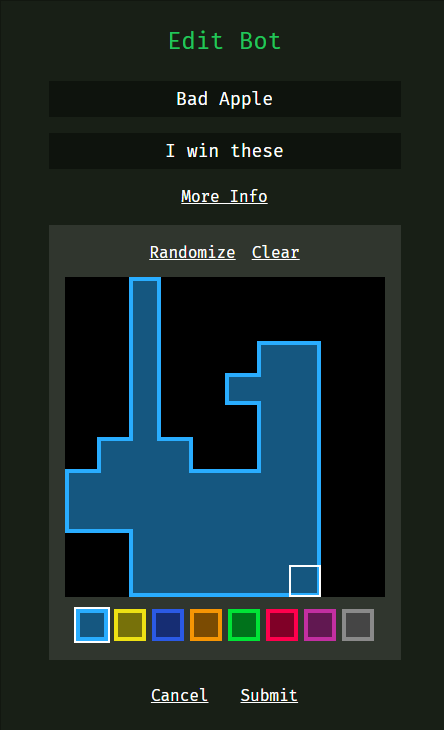 Edit Bot
Bad Apple
I win these
More Info
Randomize Clear
Cancel Submit